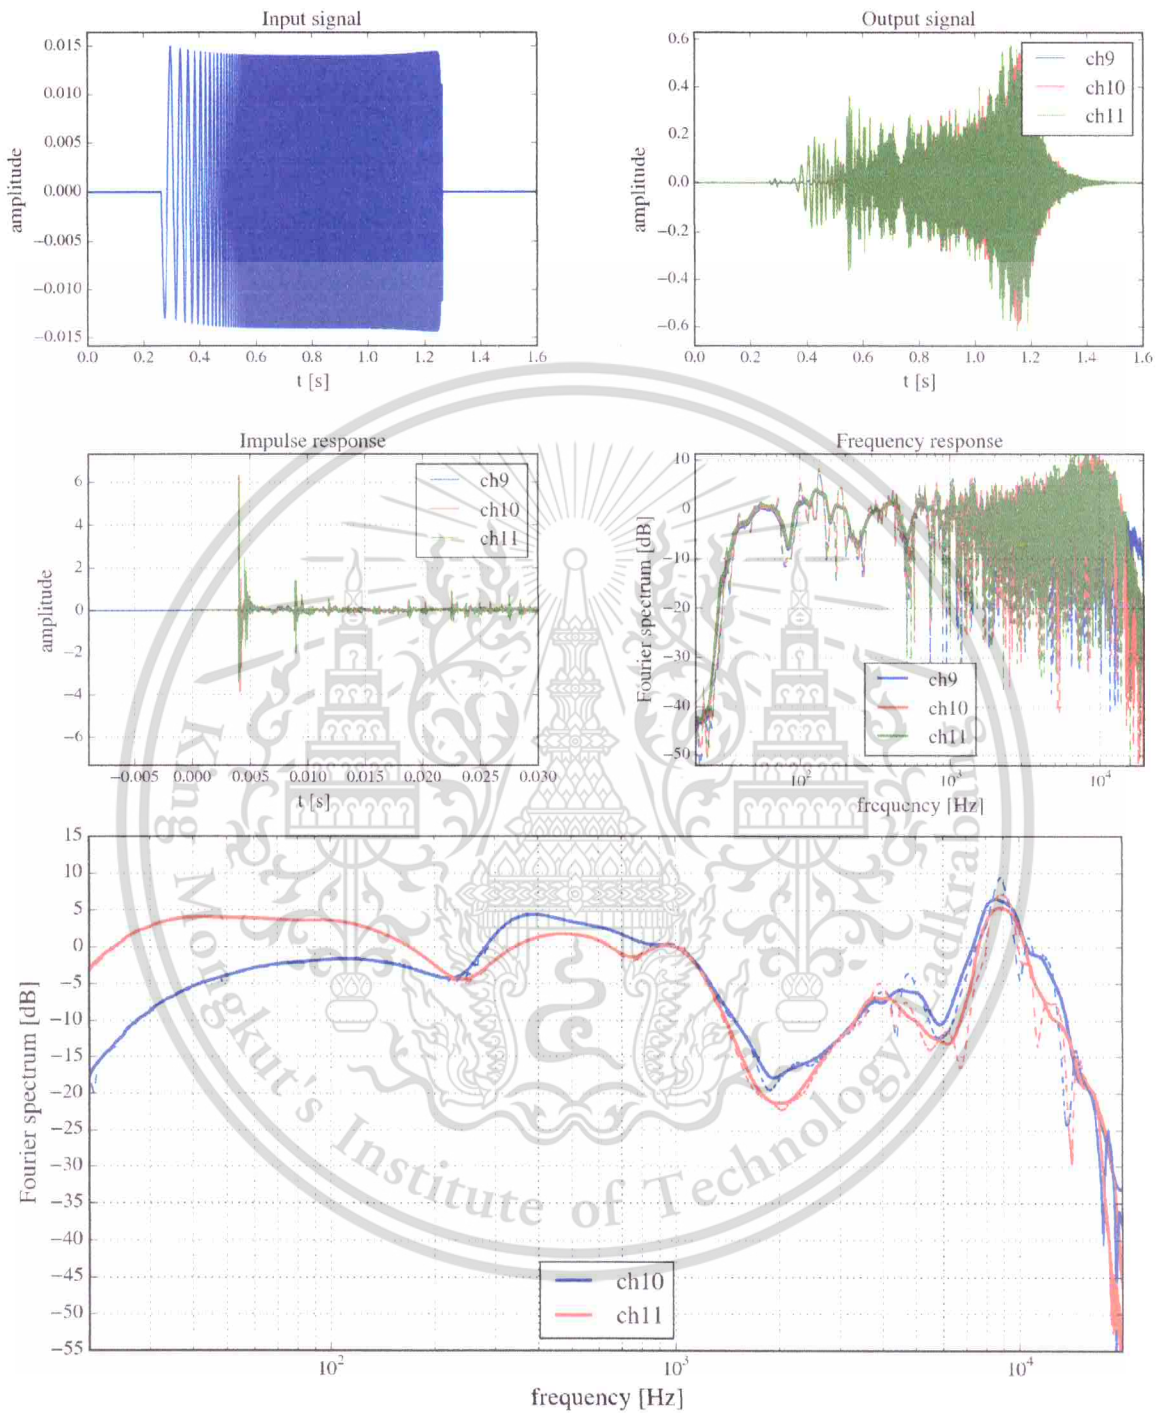 Input signal
0.015
0.010
0.005
0.000
−0.005
−0.010
−0.015
amplitude
0.0 0.2 0.4 0.6 0.8 1.0 1.2 1.4 1.6
t [s]
Output signal
0.6
0.4
0.2
0.0
−0.2
−0.4
−0.6
amplitude
ch9
ch10
ch11
0.0 0.2 0.4 0.6 0.8 1.0 1.2 1.4 1.6
t [s]
Impulse response
6
4
2
0
−2
−4
−6
amplitude
ch9
ch10
ch11
−0.005 0.000 0.005 0.010 0.015 0.020 0.025 0.030
t [s]
Frequency response
10
0
−10
−20
−30
−40
−50
Fourier spectrum [dB]
ch9
ch10
ch11
10² 10³ 10⁴
frequency [Hz]
15
10
5
0
−5
−10
−15
−20
−25
−30
−35
−40
−45
−50
−55
Fourier spectrum [dB]
ch10
ch11
10² 10³ 10⁴
frequency [Hz]
King Mongkut's Institute of Technology Ladkrabang